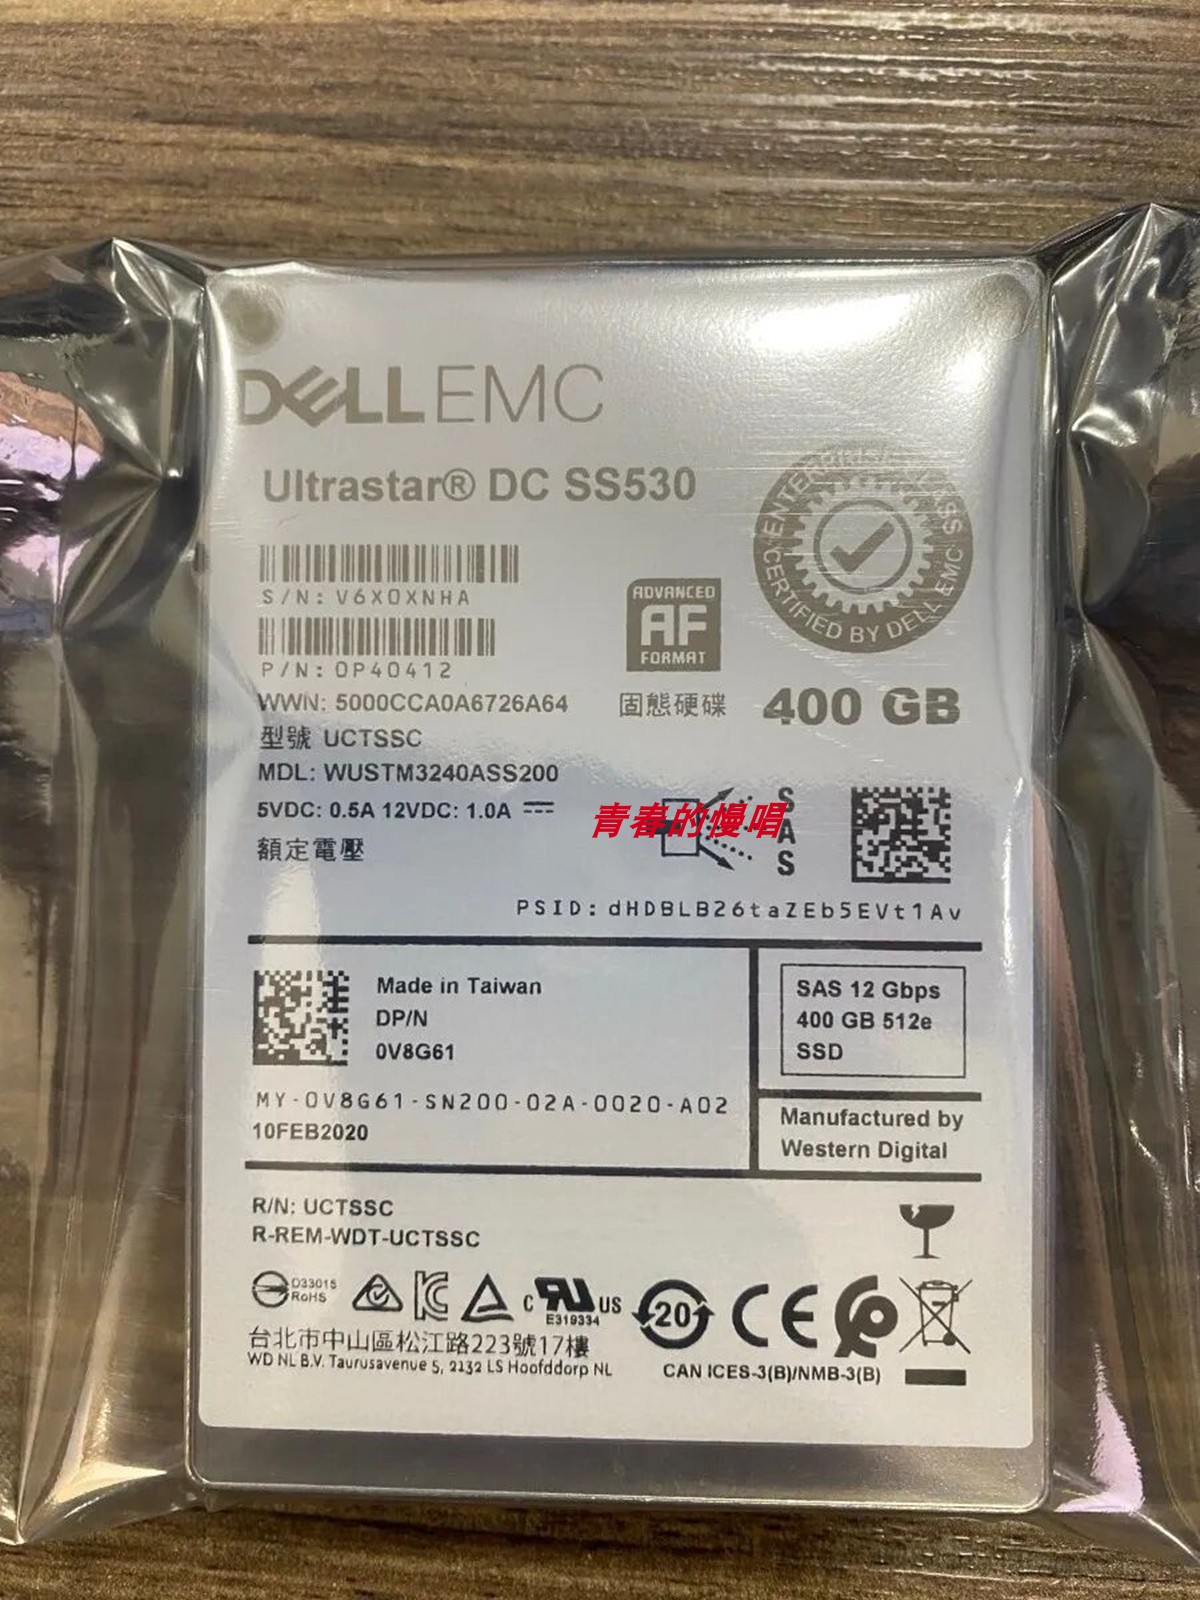 DELL EMC
Ultrastar® DC SS530
ENTERPRISE CLASS
CERTIFIED BY DELL EMC
S/N: V6X0XNHA
ADVANCED
AF
FORMAT
P/N: 0P40412
WWN: 5000CCA0A6726A64
固態硬碟 400 GB
型號 UCTSSC
MDL: WUSTM3240ASS200
5VDC: 0.5A 12VDC: 1.0A
青春的慢唱
SAS
額定電壓
PSID: dHDBLB26taZEb5EVt1Av
Made in Taiwan
DP/N
0V8G61
SAS 12 Gbps
400 GB 512e
SSD
MY-0V8G61-SN200-02A-0020-A02
10FEB2020
Manufactured by
Western Digital
R/N: UCTSSC
R-REM-WDT-UCTSSC
D33015
RoHS
C RU US
E319334
20
CE
台北市中山區松江路223號17樓
WD NL B.V. Taurusavenue 5, 2132 LS Hoofddorp NL
CAN ICES-3(B)/NMB-3(B)